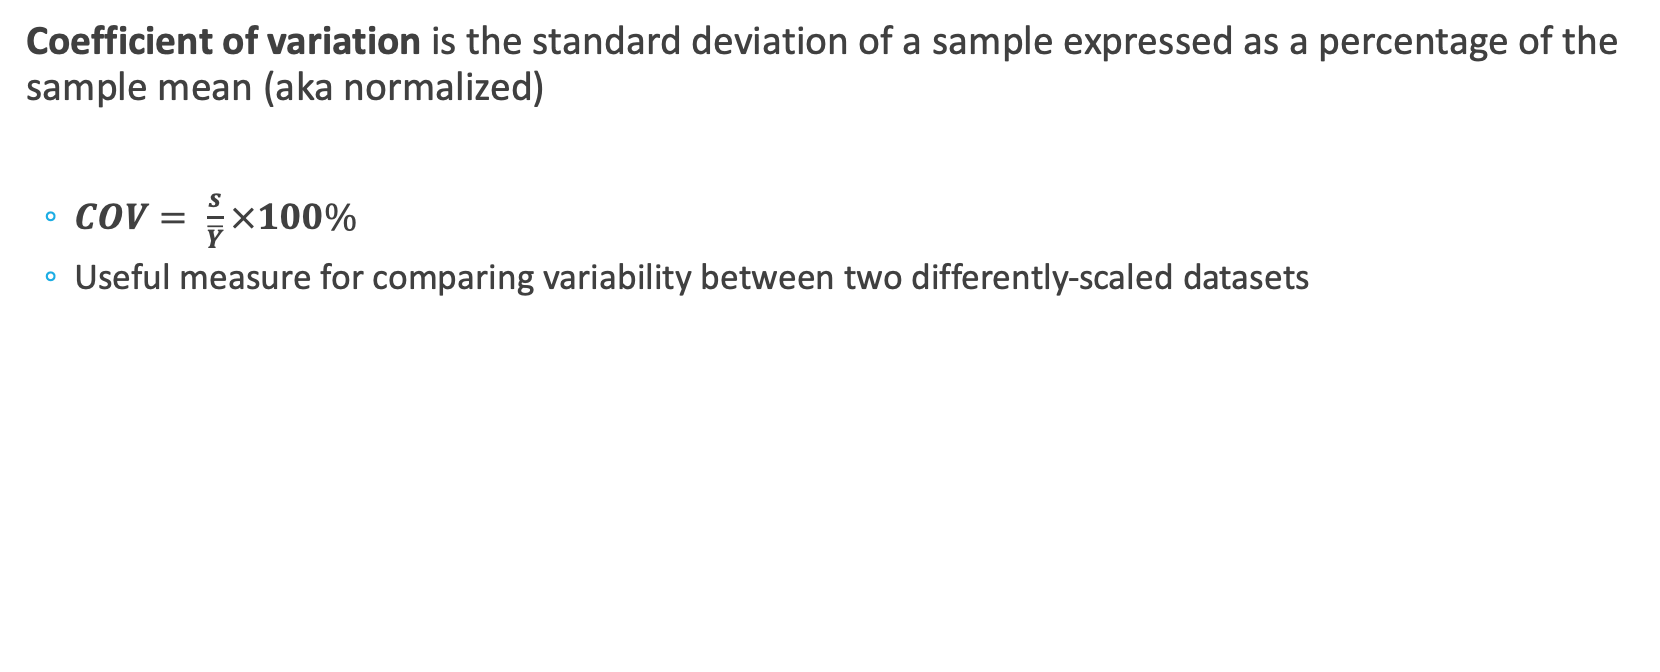 Coefficient of variation is the standard deviation of a sample expressed as a percentage of the
sample mean (aka normalized)
◦ COV = s/Ȳ ×100%
◦ Useful measure for comparing variability between two differently-scaled datasets